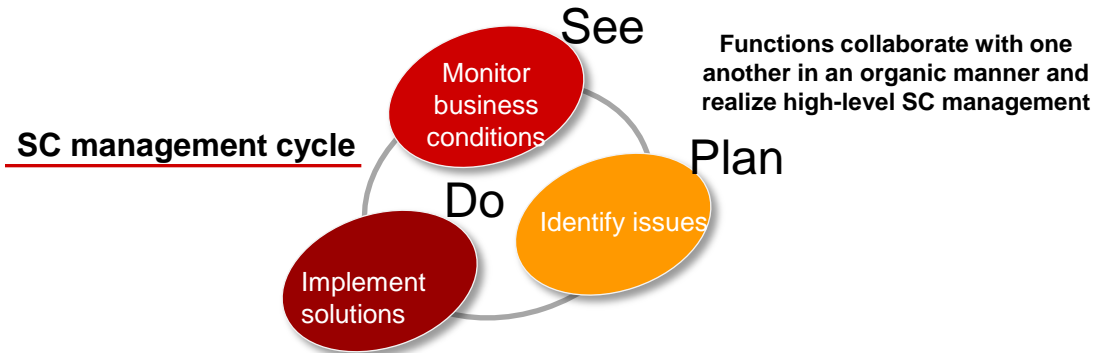 See
Functions collaborate with one
another in an organic manner and
realize high-level SC management
Monitor
business
conditions
SC management cycle
Plan
Do
Identify issues
Implement
solutions